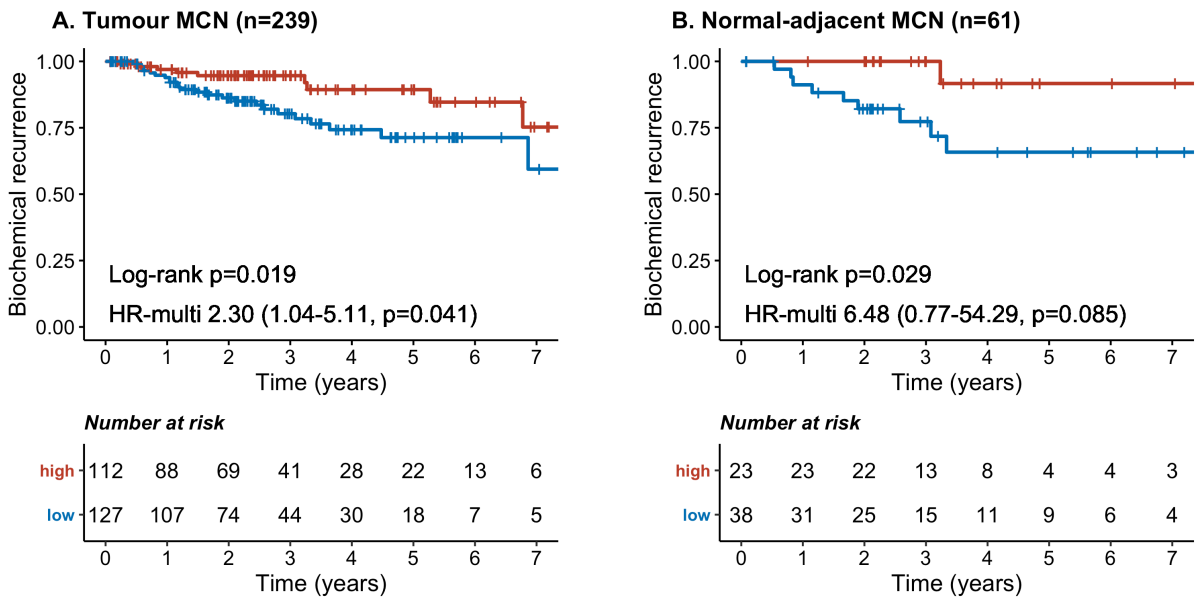 A. Tumour MCN (n=239)
Biochemical recurrence
1.00
0.75
0.50
0.25
0.00
Log-rank p=0.019
HR-multi 2.30 (1.04-5.11, p=0.041)
0 1 2 3 4 5 6 7
Time (years)
Number at risk
high 112 88 69 41 28 22 13 6
low 127 107 74 44 30 18 7 5
0 1 2 3 4 5 6 7
Time (years)
B. Normal-adjacent MCN (n=61)
Biochemical recurrence
1.00
0.75
0.50
0.25
0.00
Log-rank p=0.029
HR-multi 6.48 (0.77-54.29, p=0.085)
0 1 2 3 4 5 6 7
Time (years)
Number at risk
high 23 23 22 13 8 4 4 3
low 38 31 25 15 11 9 6 4
0 1 2 3 4 5 6 7
Time (years)